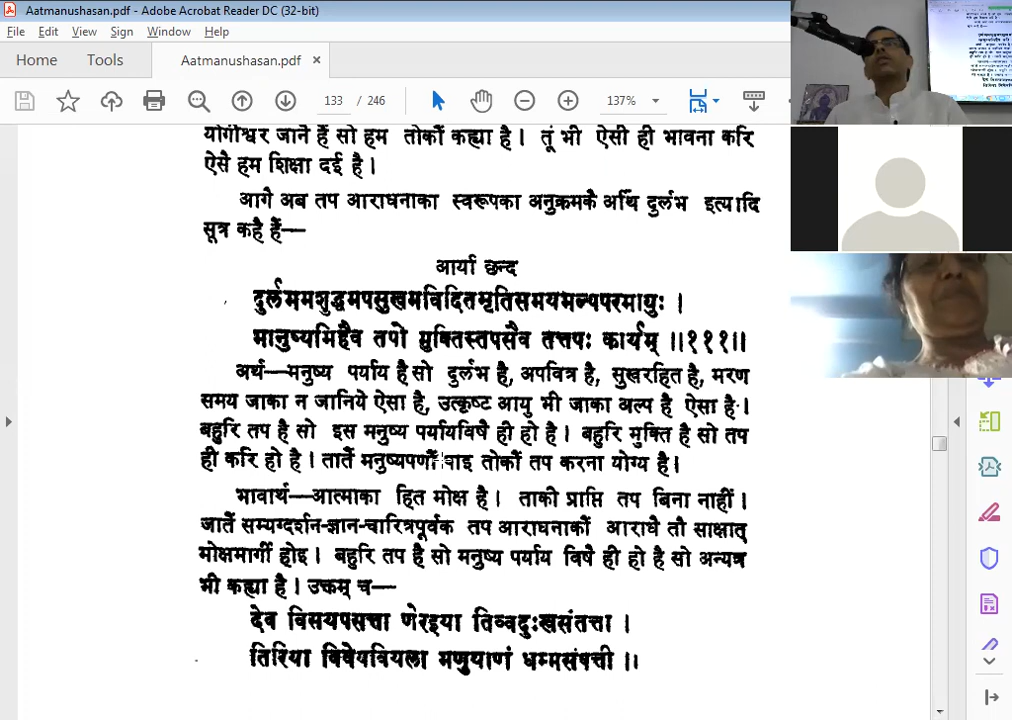 Aatmanushasan.pdf - Adobe Acrobat Reader DC (32-bit)
File Edit View Sign Window Help
Home Tools Aatmanushasan.pdf ×
133 / 246 137%
योगीश्वर जानै हैं सो हम तोकौं कह्या है। तूं भी ऐसी ही भावना करि
ऐसै हम शिक्षा दई है।
आगै अब तप आराधनाका स्वरूपका अनुक्रमकै अर्थि दुर्लभ इत्यादि
सूत्र कहै हैं—
आर्या छन्द
दुर्लभमशुद्धमपसुखमविदितमृतिसमयमल्पपरमायुः ।
मानुष्यमिहैव तपो मुक्तिस्तपसैव तत्तपः कार्यम् ॥१११॥
अर्थ—मनुष्य पर्याय है सो दुर्लभ है, अपवित्र है, सुखरहित है, मरण
समय जाका न जानियें ऐसा है, उत्कृष्ट आयु भी जाका अल्प है ऐसा है।
बहुरि तप है सो इस मनुष्य पर्यायविषै ही हो है। बहुरि मुक्ति है सो तप
ही करि हो है। तातैं मनुष्यपणौं पाइ तोकौं तप करना योग्य है।
भावार्थ—आत्माका हित मोक्ष है। ताकी प्राप्ति तप बिना नाहीं।
जातैं सम्यग्दर्शन-ज्ञान-चारित्रपूर्वक तप आराधनाकौं आराधै तौ साक्षात्
मोक्षमार्गी होइ। बहुरि तप है सो मनुष्य पर्याय विषै ही हो है सो अन्यत्र
भी कह्या है। उक्तम् च—
देव विसयपसत्ता णेरइया तिव्वदुःखसंतत्ता ।
तिरिया विवेयवियला मणुयाणं धम्मसंपत्ती ॥